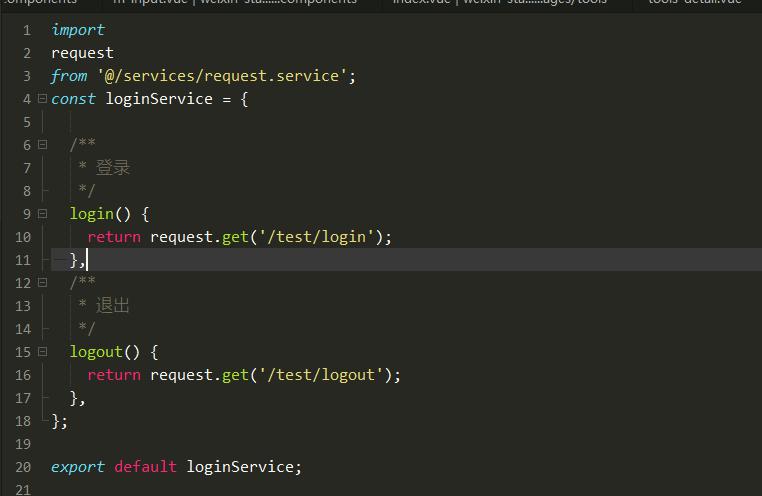 m-input.vue | weixin-sta......components
index.vue | weixin-sta......ages/tools
tools-detail.vue
1 import
2 request
3 from '@/services/request.service';
4 const loginService = {
5
6 /**
7 * 登录
8 */
9 login() {
10 return request.get('/test/login');
11 },
12 /**
13 * 退出
14 */
15 logout() {
16 return request.get('/test/logout');
17 },
18 };
19
20 export default loginService;
21